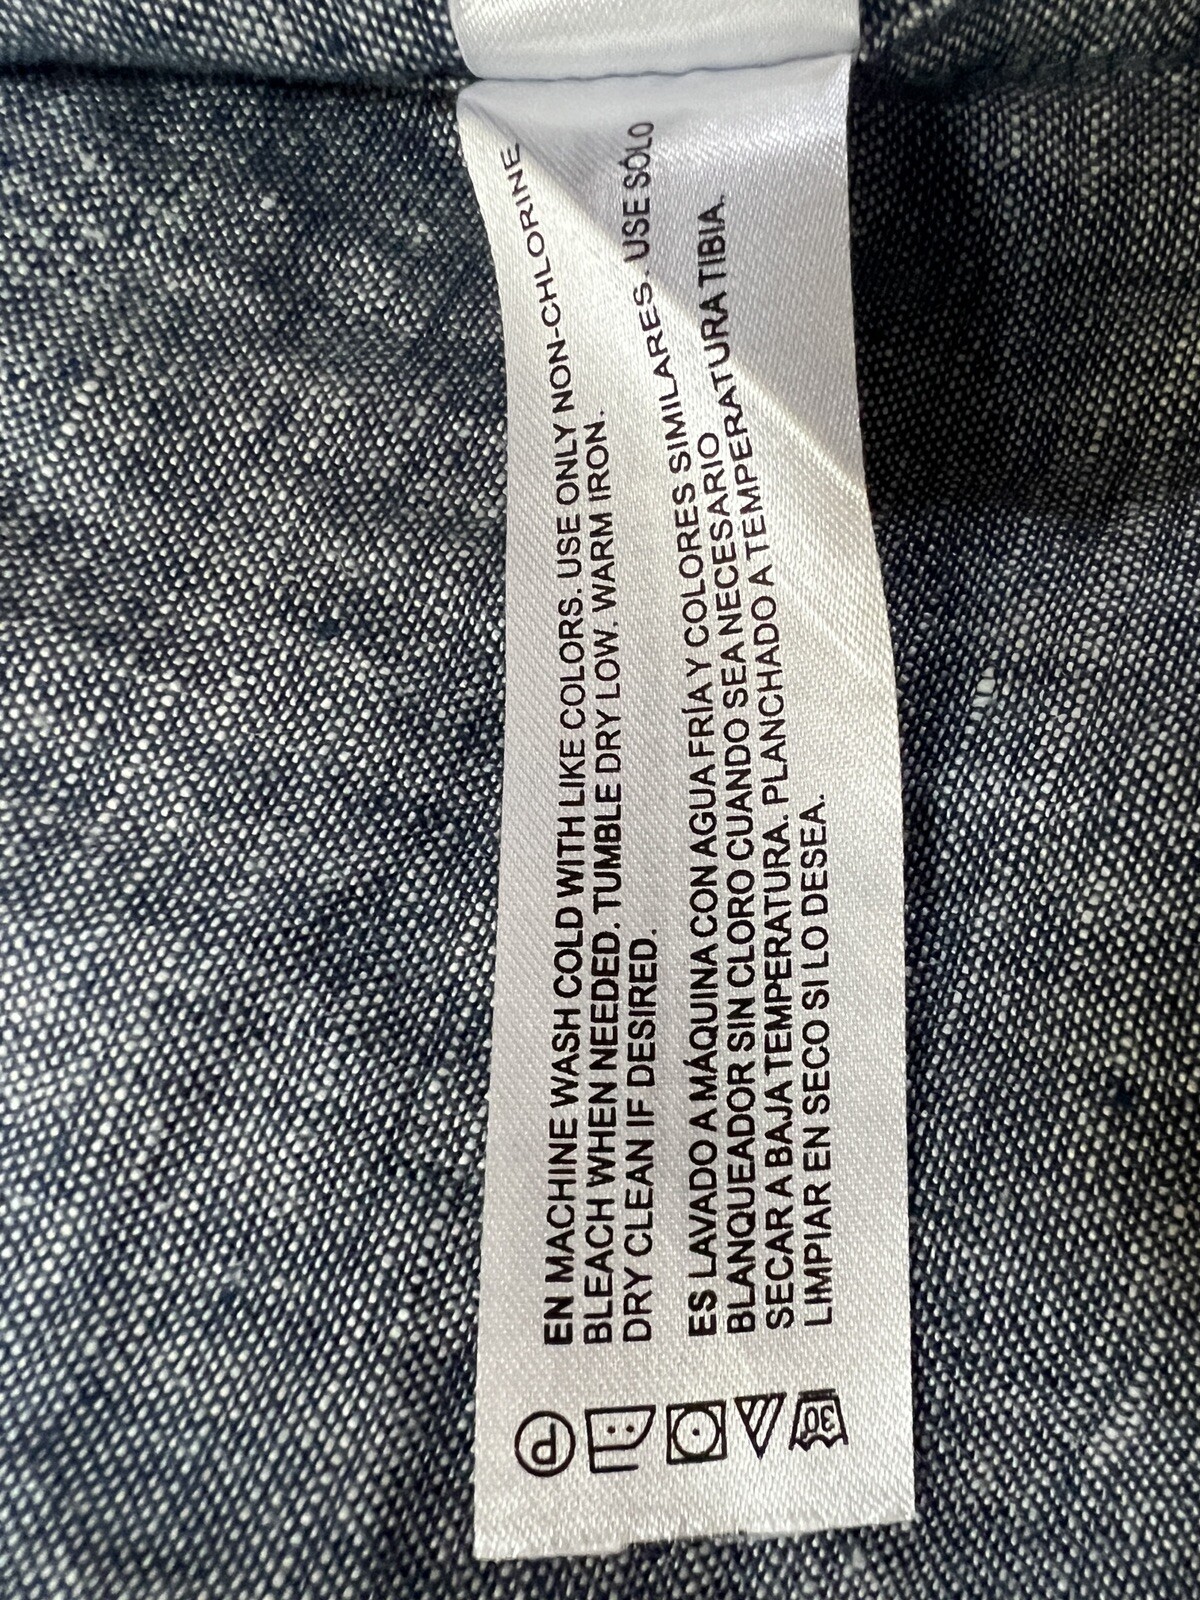 EN MACHINE WASH COLD WITH LIKE COLORS. USE ONLY NON-CHLORINE
BLEACH WHEN NEEDED. TUMBLE DRY LOW. WARM IRON.
DRY CLEAN IF DESIRED.
ES LAVADO A MÁQUINA CON AGUA FRÍA Y COLORES SIMILARES. USE SÓLO
BLANQUEADOR SIN CLORO CUANDO SEA NECESARIO
SECAR A BAJA TEMPERATURA. PLANCHADO A TEMPERATURA TIBIA.
LIMPIAR EN SECO SI LO DESEA.
30
P